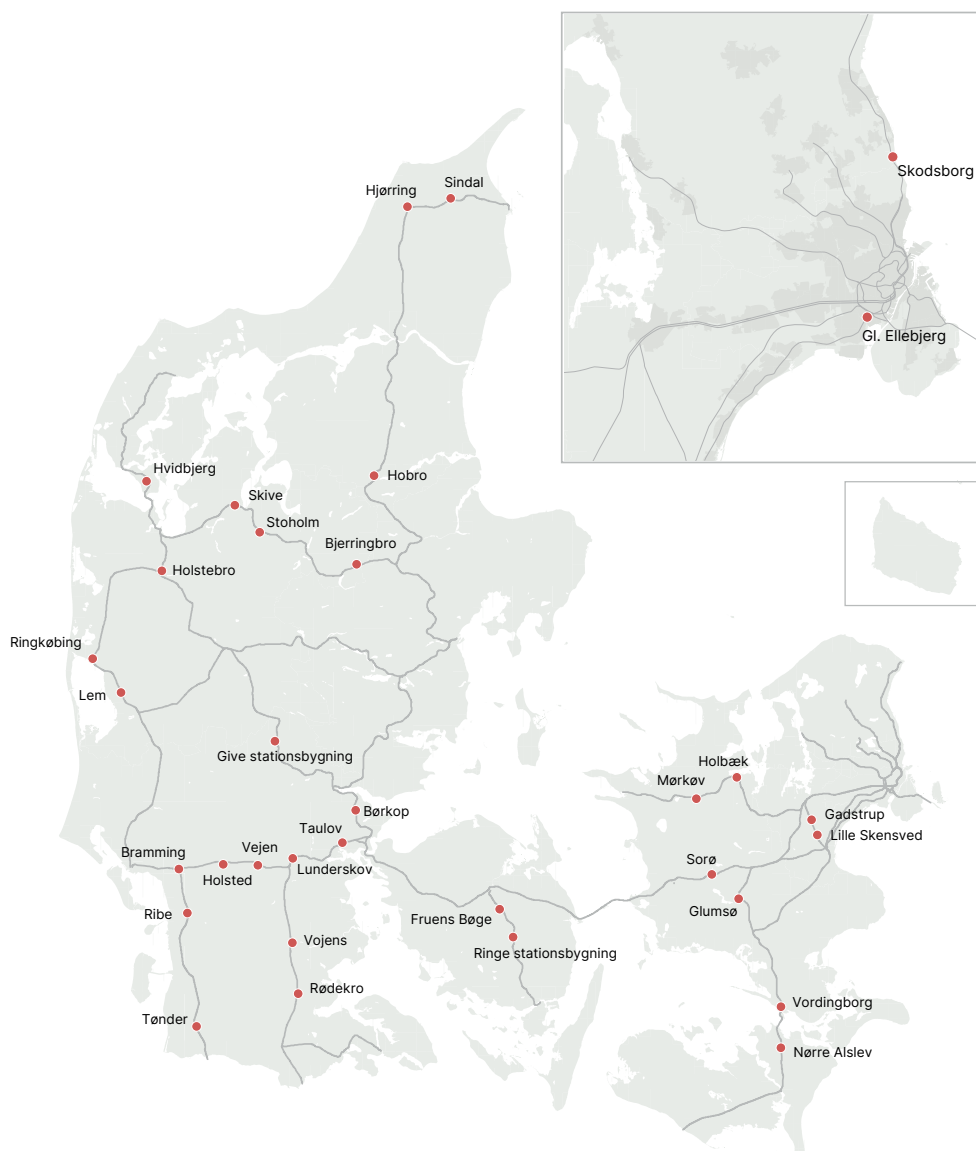 Skodsborg
Sindal
Hjørring
Gl. Ellebjerg
Hvidbjerg
Hobro
Skive
Stoholm
Bjerringbro
Holstebro
Ringkøbing
Lem
Give stationsbygning
Holbæk
Mørkøv
Børkop
Gadstrup
Taulov
Lille Skensved
Vejen
Bramming
Sorø
Lunderskov
Holsted
Glumsø
Ribe
Fruens Bøge
Vojens
Ringe stationsbygning
Rødekro
Vordingborg
Tønder
Nørre Alslev